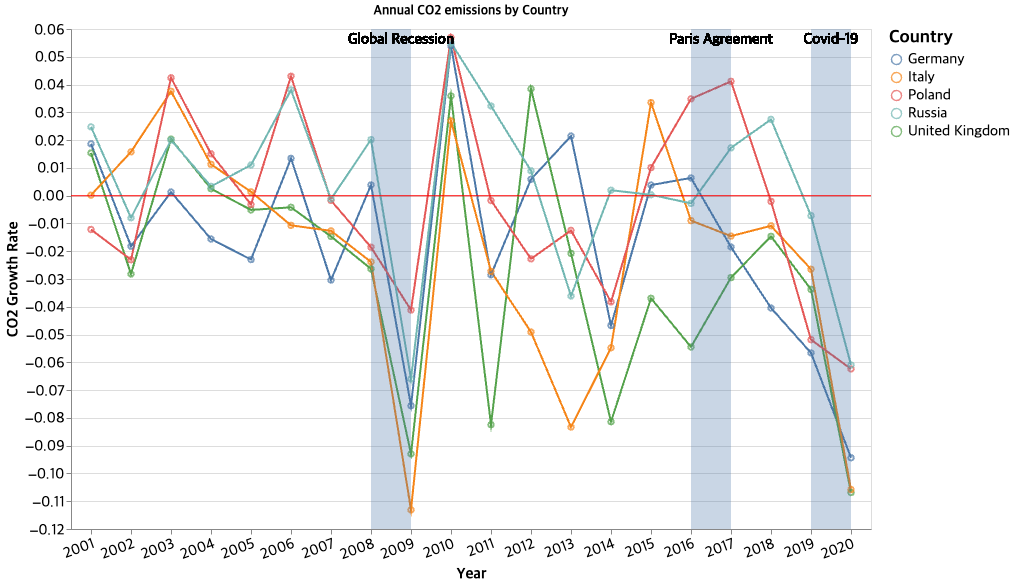 Annual CO2 emissions by Country
Global Recession
Paris Agreement
Covid-19
Country
Germany
Italy
Poland
Russia
United Kingdom
CO2 Growth Rate
0.06
0.05
0.04
0.03
0.02
0.01
0.00
−0.01
−0.02
−0.03
−0.04
−0.05
−0.06
−0.07
−0.08
−0.09
−0.10
−0.11
−0.12
2001 2002 2003 2004 2005 2006 2007 2008 2009 2010 2011 2012 2013 2014 2015 2016 2017 2018 2019 2020
Year